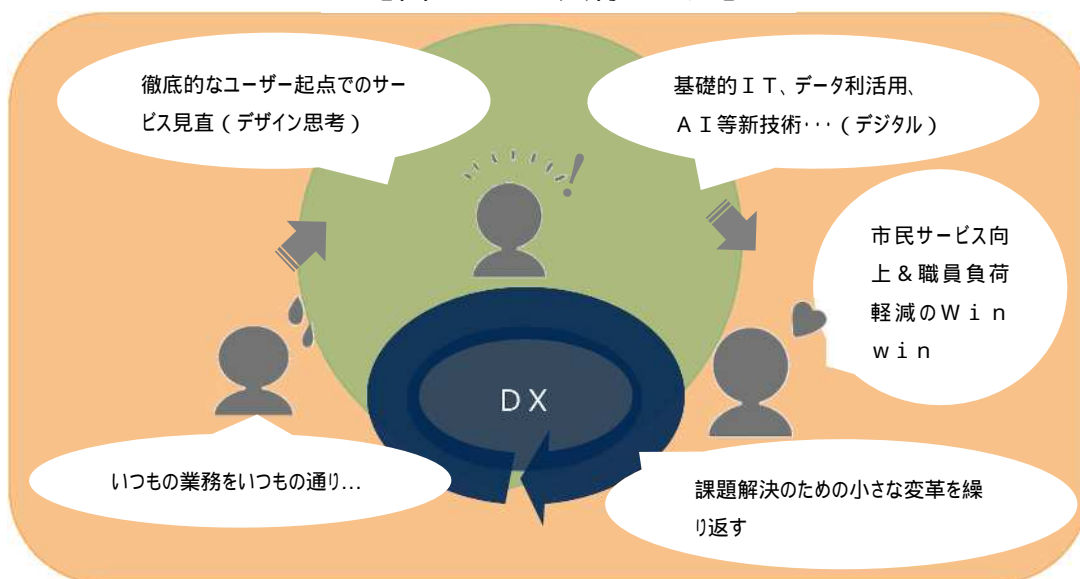 徹底的なユーザー起点でのサー
ビス見直(デザイン思考)
基礎的IT、データ利活用、
AI等新技術･･･(デジタル)
市民サービス向
上&職員負荷
軽減のWin
win
DX
いつもの業務をいつもの通り…
課題解決のための小さな変革を繰
り返す